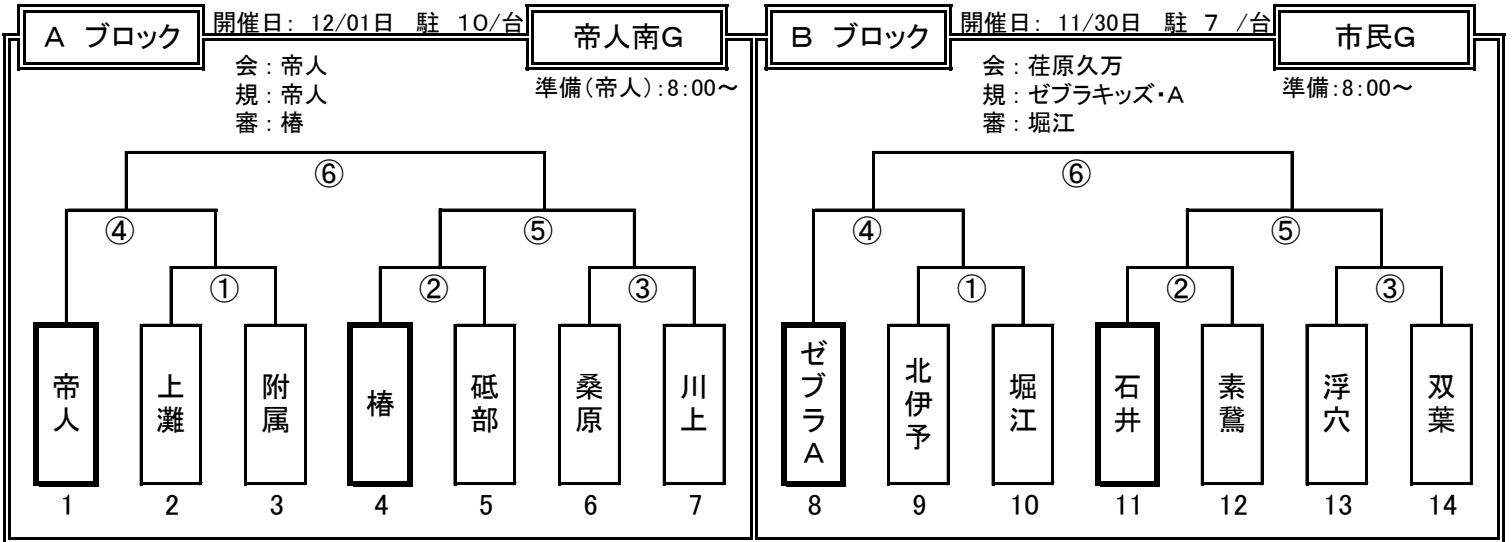 A ブロック
開催日: 12/01日 駐 10/台
帝人南G
会:帝人
規:帝人
審:椿
準備(帝人):8:00～
⑥
④
⑤
①
②
③
帝人
上灘
附属
椿
砥部
桑原
川上
1 2 3 4 5 6 7
B ブロック
開催日: 11/30日 駐 7 /台
市民G
会:荏原久万
規:ゼブラキッズ・A
審:堀江
準備:8:00～
⑥
④
⑤
①
②
③
ゼブラA
北伊予
堀江
石井
素鵞
浮穴
双葉
8 9 10 11 12 13 14